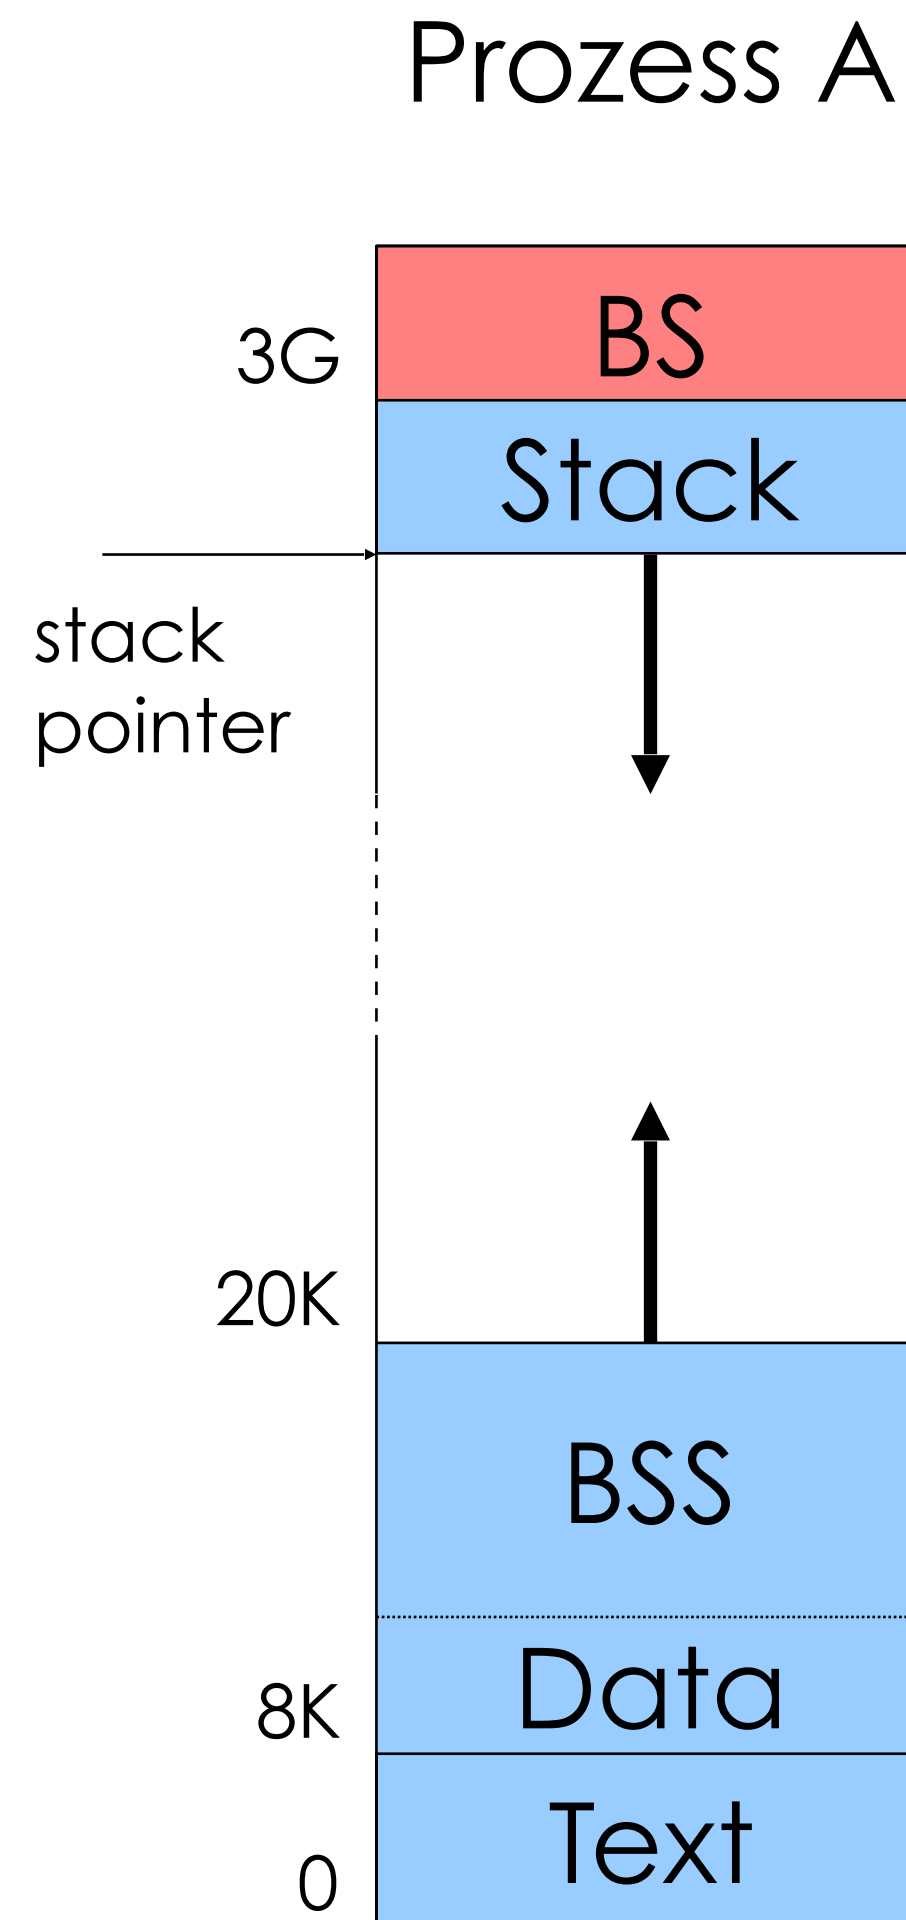 Prozess A
BS
3G
Stack
stack
pointer
20K
BSS
Data
8K
Text
0